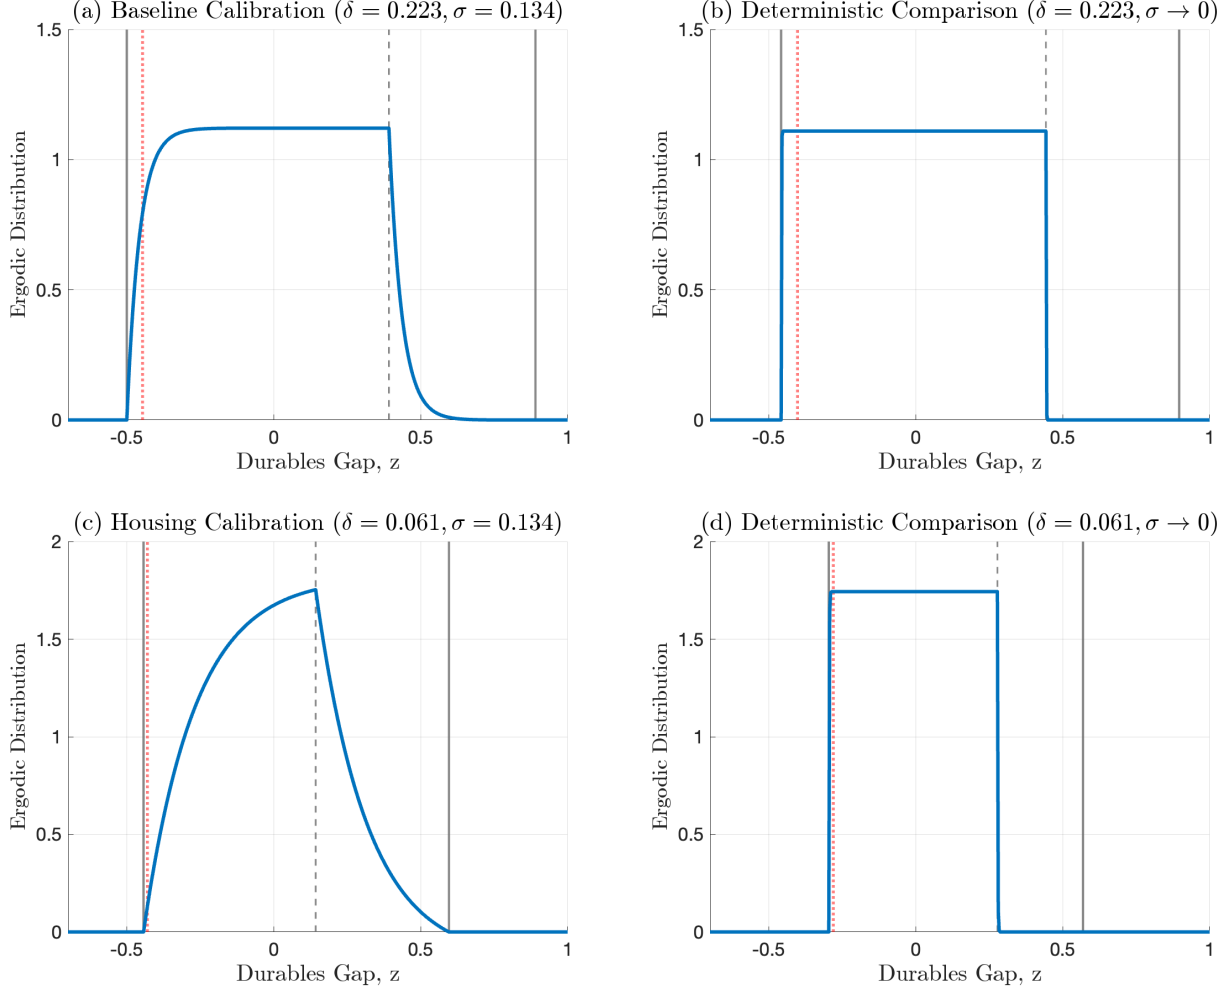 (a) Baseline Calibration (δ = 0.223, σ = 0.134)
1.5
1
0.5
0
-0.5
0
0.5
1
Ergodic Distribution
Durables Gap, z
(b) Deterministic Comparison (δ = 0.223, σ → 0)
1.5
1
0.5
0
-0.5
0
0.5
1
Ergodic Distribution
Durables Gap, z
(c) Housing Calibration (δ = 0.061, σ = 0.134)
2
1.5
1
0.5
0
-0.5
0
0.5
1
Ergodic Distribution
Durables Gap, z
(d) Deterministic Comparison (δ = 0.061, σ → 0)
2
1.5
1
0.5
0
-0.5
0
0.5
1
Ergodic Distribution
Durables Gap, z